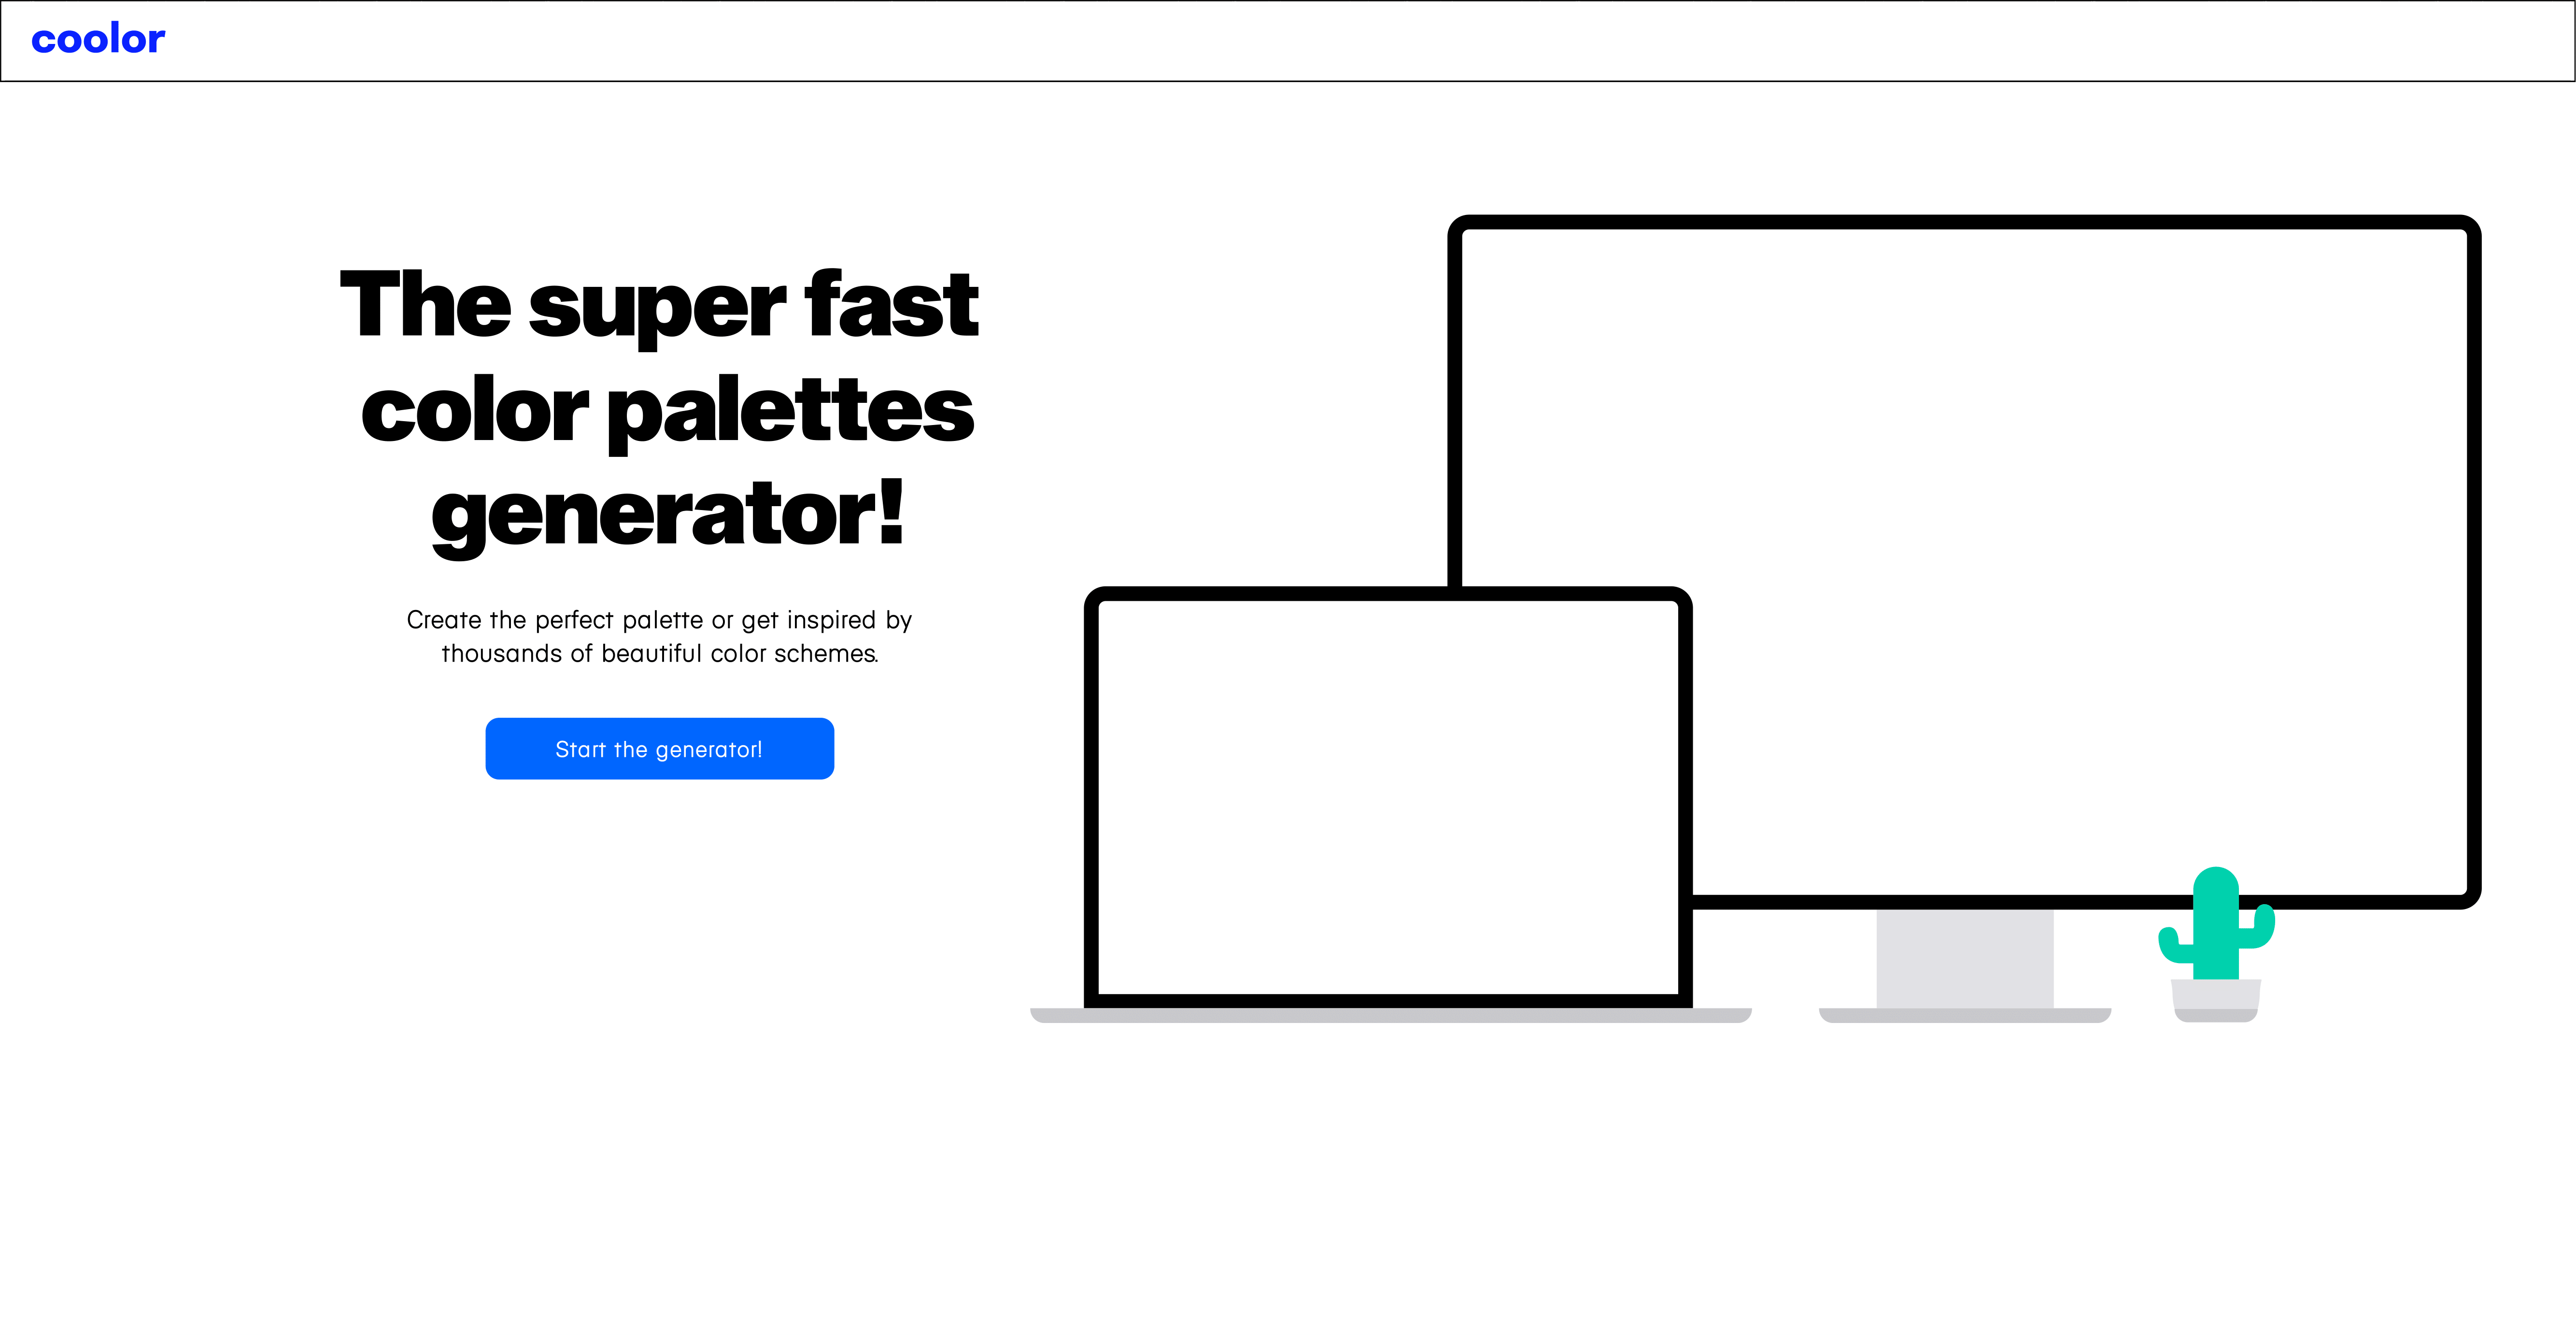 coolor
The super fast
color palettes
generator!
Create the perfect palette or get inspired by
thousands of beautiful color schemes.
Start the generator!